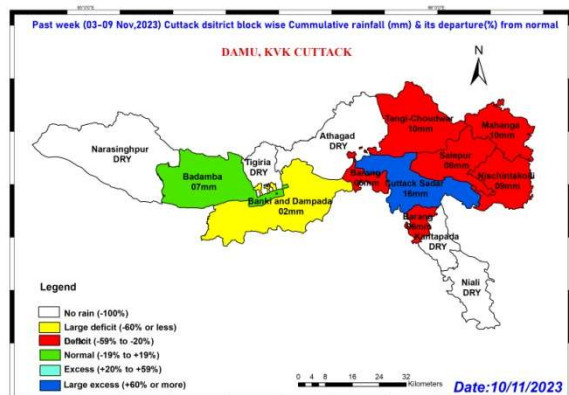 Past week (03-09 Nov,2023) Cuttack dsitrict block wise Cummulative rainfall (mm) & its departure(%) from normal
DAMU, KVK CUTTACK
N
Narasinghpur
DRY
Badamba
07mm
Tigiria
DRY
Banki and Dampada
02mm
Athagad
DRY
Tangi-Choudwar
10mm
Mahanga
10mm
Salepur
08mm
09mm
Barang
Cuttack Sadar
16mm
Barang
Kantapada
DRY
Niali
DRY
Legend
No rain (-100%)
Large deficit (-60% or less)
Deficit (-59% to -20%)
Normal (-19% to +19%)
Excess (+20% to +59%)
Large excess (+60% or more)
0 4 8 16 24 32
Kilometers
Date:10/11/2023